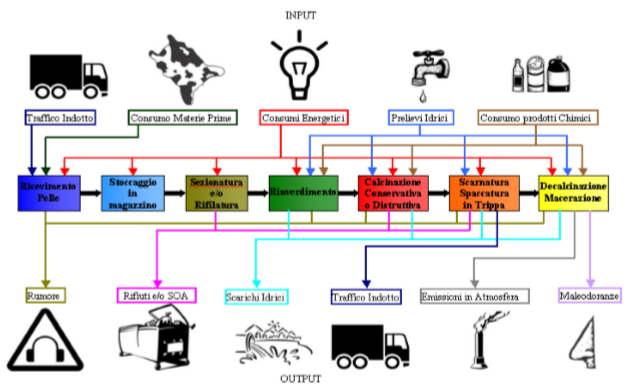 INPUT
Traffico Indotto
Consumo Materie Prime
Consumi Energetici
Prelievi Idrici
Consumo prodotti Chimici
Ricevimento
Pelle
Stoccaggio
in
magazzino
Sezionatura
e/o
Rifilatura
Rinverdimento
Calcinazione
Conservativa
o Distruttiva
Scarnatura
Spaccatura
in Trippa
Decalcinazione
Macerazione
Rumore
Rifiuti e/o SOA
Scarichi Idrici
Traffico Indotto
Emissioni in Atmosfera
Maleodoranze
OUTPUT